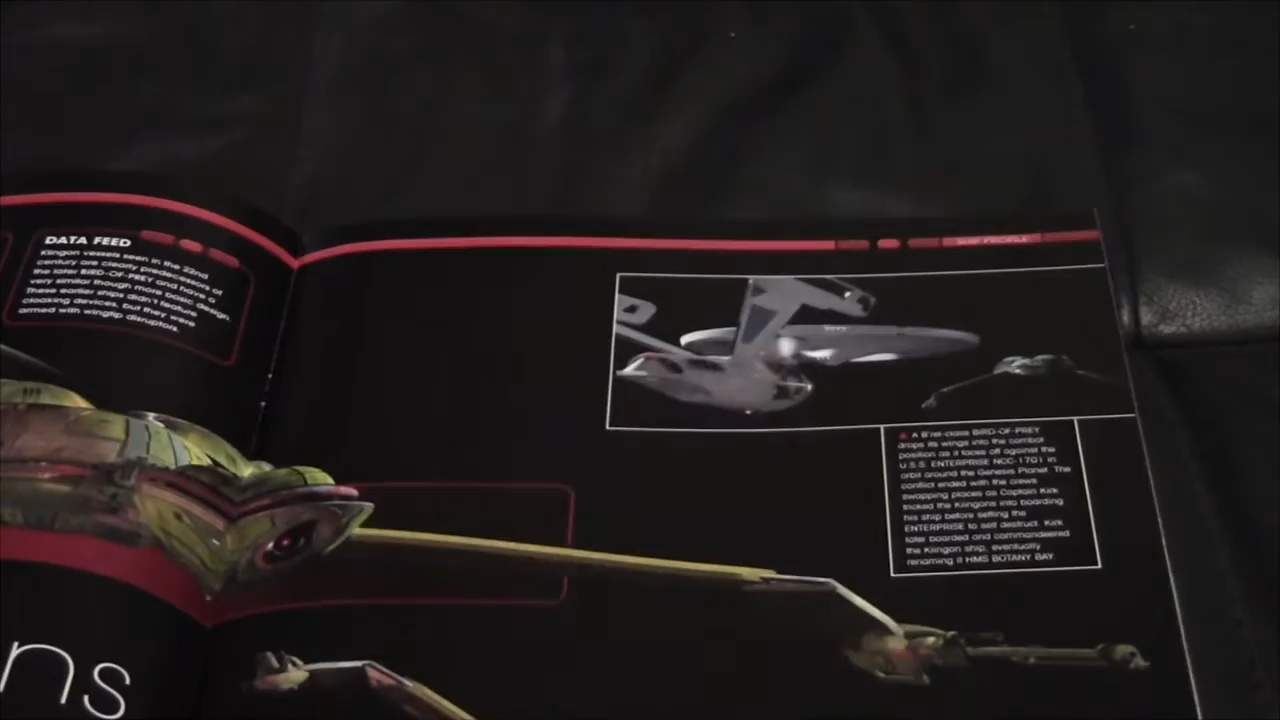 DATA FEED
Klingon vessels seen in the 22nd
century are clearly predecessors of
the later BIRD-OF-PREY and have a
very similar though more basic design.
These earlier ships didn't feature
cloaking devices, but they were
armed with wingtip disruptors.
SHIP PROFILE
A B'rel-class BIRD-OF-PREY
drops its wings into the combat
position as it faces off against the
U.S.S. ENTERPRISE NCC-1701 in
orbit around the Genesis Planet. The
conflict ended with the crews
swapping places as Captain Kirk
tricked the Klingons into boarding
his ship before setting the
ENTERPRISE to self destruct. Kirk
later boarded and commandeered
the Klingon ship, eventually
renaming it HMS BOTANY BAY.
ns